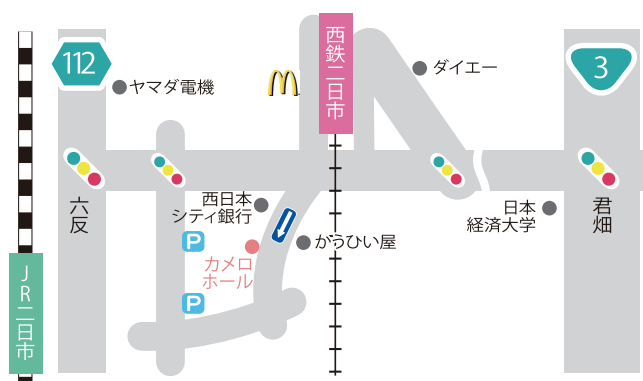 112
ヤマダ電機
西鉄二日市
ダイエー
3
六反
西日本
シティ銀行
日本
経済大学
君畑
P
カメロ
ホール
かうひい屋
P
JR二日市